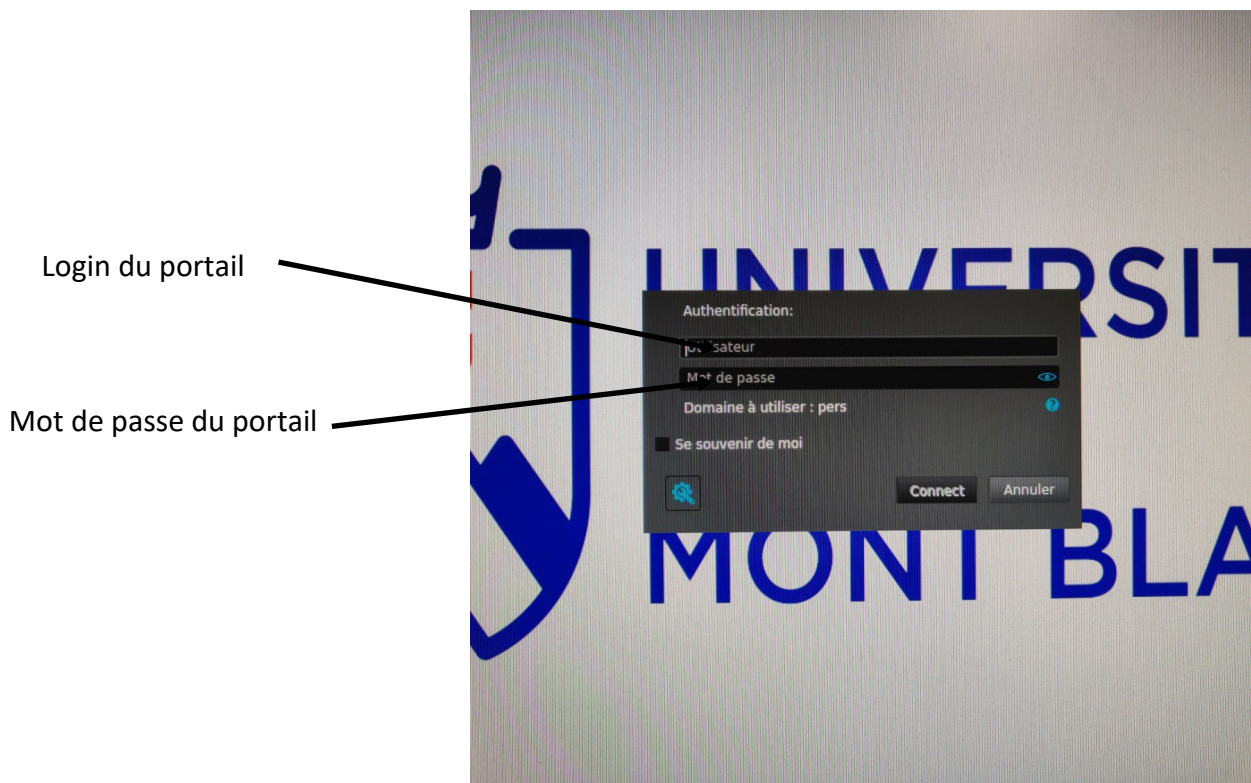 Login du portail
Mot de passe du portail
UNIVERSIT
Authentification:
Utilisateur
Mot de passe
Domaine à utiliser : pers
Se souvenir de moi
Connect Annuler
MONT BLA